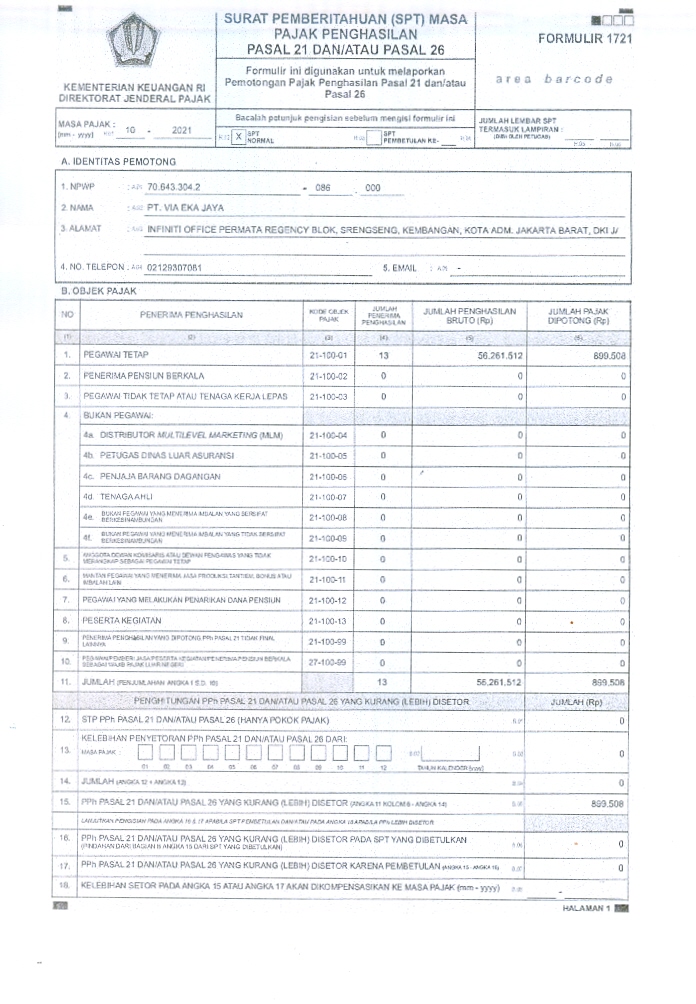 SURAT PEMBERITAHUAN (SPT) MASA
PAJAK PENGHASILAN
PASAL 21 DAN/ATAU PASAL 26
FORMULIR 1721
Formulir ini digunakan untuk melaporkan
Pemotongan Pajak Penghasilan Pasal 21 dan/atau
Pasal 26
area barcode
KEMENTERIAN KEUANGAN RI
DIREKTORAT JENDERAL PAJAK
MASA PAJAK :
[mm - yyyy] 10 - 2021
Bacalah petunjuk pengisian sebelum mengisi formulir ini
X SPT NORMAL
SPT PEMBETULAN KE-
JUMLAH LEMBAR SPT
TERMASUK LAMPIRAN :
A. IDENTITAS PEMOTONG
1. NPWP : 70.643.304.2 - 086 . 000
2. NAMA : PT. VIA EKA JAYA
3. ALAMAT : INFINITI OFFICE PERMATA REGENCY BLOK, SRENGSENG, KEMBANGAN, KOTA ADM. JAKARTA BARAT, DKI J/
4. NO. TELEPON : 02129307081 5. EMAIL : -
B. OBJEK PAJAK
NO PENERIMA PENGHASILAN KODE OBJEK PAJAK JUMLAH PENERIMA PENGHASILAN JUMLAH PENGHASILAN BRUTO (Rp) JUMLAH PAJAK DIPOTONG (Rp)
(1) (2) (3) (4) (5) (6)
1. PEGAWAI TETAP 21-100-01 13 56.261.512 899.508
2. PENERIMA PENSIUN BERKALA 21-100-02 0 0 0
3. PEGAWAI TIDAK TETAP ATAU TENAGA KERJA LEPAS 21-100-03 0 0 0
4. BUKAN PEGAWAI:
4a. DISTRIBUTOR MULTILEVEL MARKETING (MLM) 21-100-04 0 0 0
4b. PETUGAS DINAS LUAR ASURANSI 21-100-05 0 0 0
4c. PENJAJA BARANG DAGANGAN 21-100-06 0 0 0
4d. TENAGA AHLI 21-100-07 0 0 0
4e. BUKAN PEGAWAI YANG MENERIMA IMBALAN YANG BERSIFAT BERKESINAMBUNGAN 21-100-08 0 0 0
4f. BUKAN PEGAWAI YANG MENERIMA IMBALAN YANG TIDAK BERSIFAT BERKESINAMBUNGAN 21-100-09 0 0 0
5. ANGGOTA DEWAN KOMISARIS ATAU DEWAN PENGAWAS YANG TIDAK MERANGKAP SEBAGAI PEGAWAI TETAP 21-100-10 0 0 0
6. MANTAN PEGAWAI YANG MENERIMA JASA PRODUKSI, TANTIEM, BONUS ATAU IMBALAN LAIN 21-100-11 0 0 0
7. PEGAWAI YANG MELAKUKAN PENARIKAN DANA PENSIUN 21-100-12 0 0 0
8. PESERTA KEGIATAN 21-100-13 0 0
9. PENERIMA PENGHASILAN YANG DIPOTONG PPh PASAL 21 TIDAK FINAL LAINNYA 21-100-99 0 0 0
10. PEGAWAI/PEMBERI JASA/PESERTA KEGIATAN/PENERIMA PENSIUN BERKALA SEBAGAI WAJIB PAJAK LUAR NEGERI 27-100-99 0 0 0
11. JUMLAH (PENJUMLAHAN ANGKA 1 S.D. 10) 13 56.261.512 899.508
PENGHITUNGAN PPh PASAL 21 DAN/ATAU PASAL 26 YANG KURANG (LEBIH) DISETOR JUMLAH (Rp)
12. STP PPh PASAL 21 DAN/ATAU PASAL 26 (HANYA POKOK PAJAK) 0
13. KELEBIHAN PENYETORAN PPh PASAL 21 DAN/ATAU PASAL 26 DARI:
MASA PAJAK : 0
01 02 03 04 05 06 07 08 09 10 11 12 TAHUN KALENDER [yyyy]
14. JUMLAH (ANGKA 12 + ANGKA 13) 0
15. PPh PASAL 21 DAN/ATAU PASAL 26 YANG KURANG (LEBIH) DISETOR (ANGKA 11 KOLOM 6 - ANGKA 14) 899.508
LANJUTKAN PENGISIAN PADA ANGKA 16 & 17 APABILA SPT PEMBETULAN DAN/ATAU PADA ANGKA 18 APABILA PPh LEBIH DISETOR
16. PPh PASAL 21 DAN/ATAU PASAL 26 YANG KURANG (LEBIH) DISETOR PADA SPT YANG DIBETULKAN
(PINDAHAN DARI BAGIAN B ANGKA 15 DARI SPT YANG DIBETULKAN) 0
17. PPh PASAL 21 DAN/ATAU PASAL 26 YANG KURANG (LEBIH) DISETOR KARENA PEMBETULAN (ANGKA 15 - ANGKA 16) 0
18. KELEBIHAN SETOR PADA ANGKA 15 ATAU ANGKA 17 AKAN DIKOMPENSASIKAN KE MASA PAJAK (mm - yyyy) -
HALAMAN 1